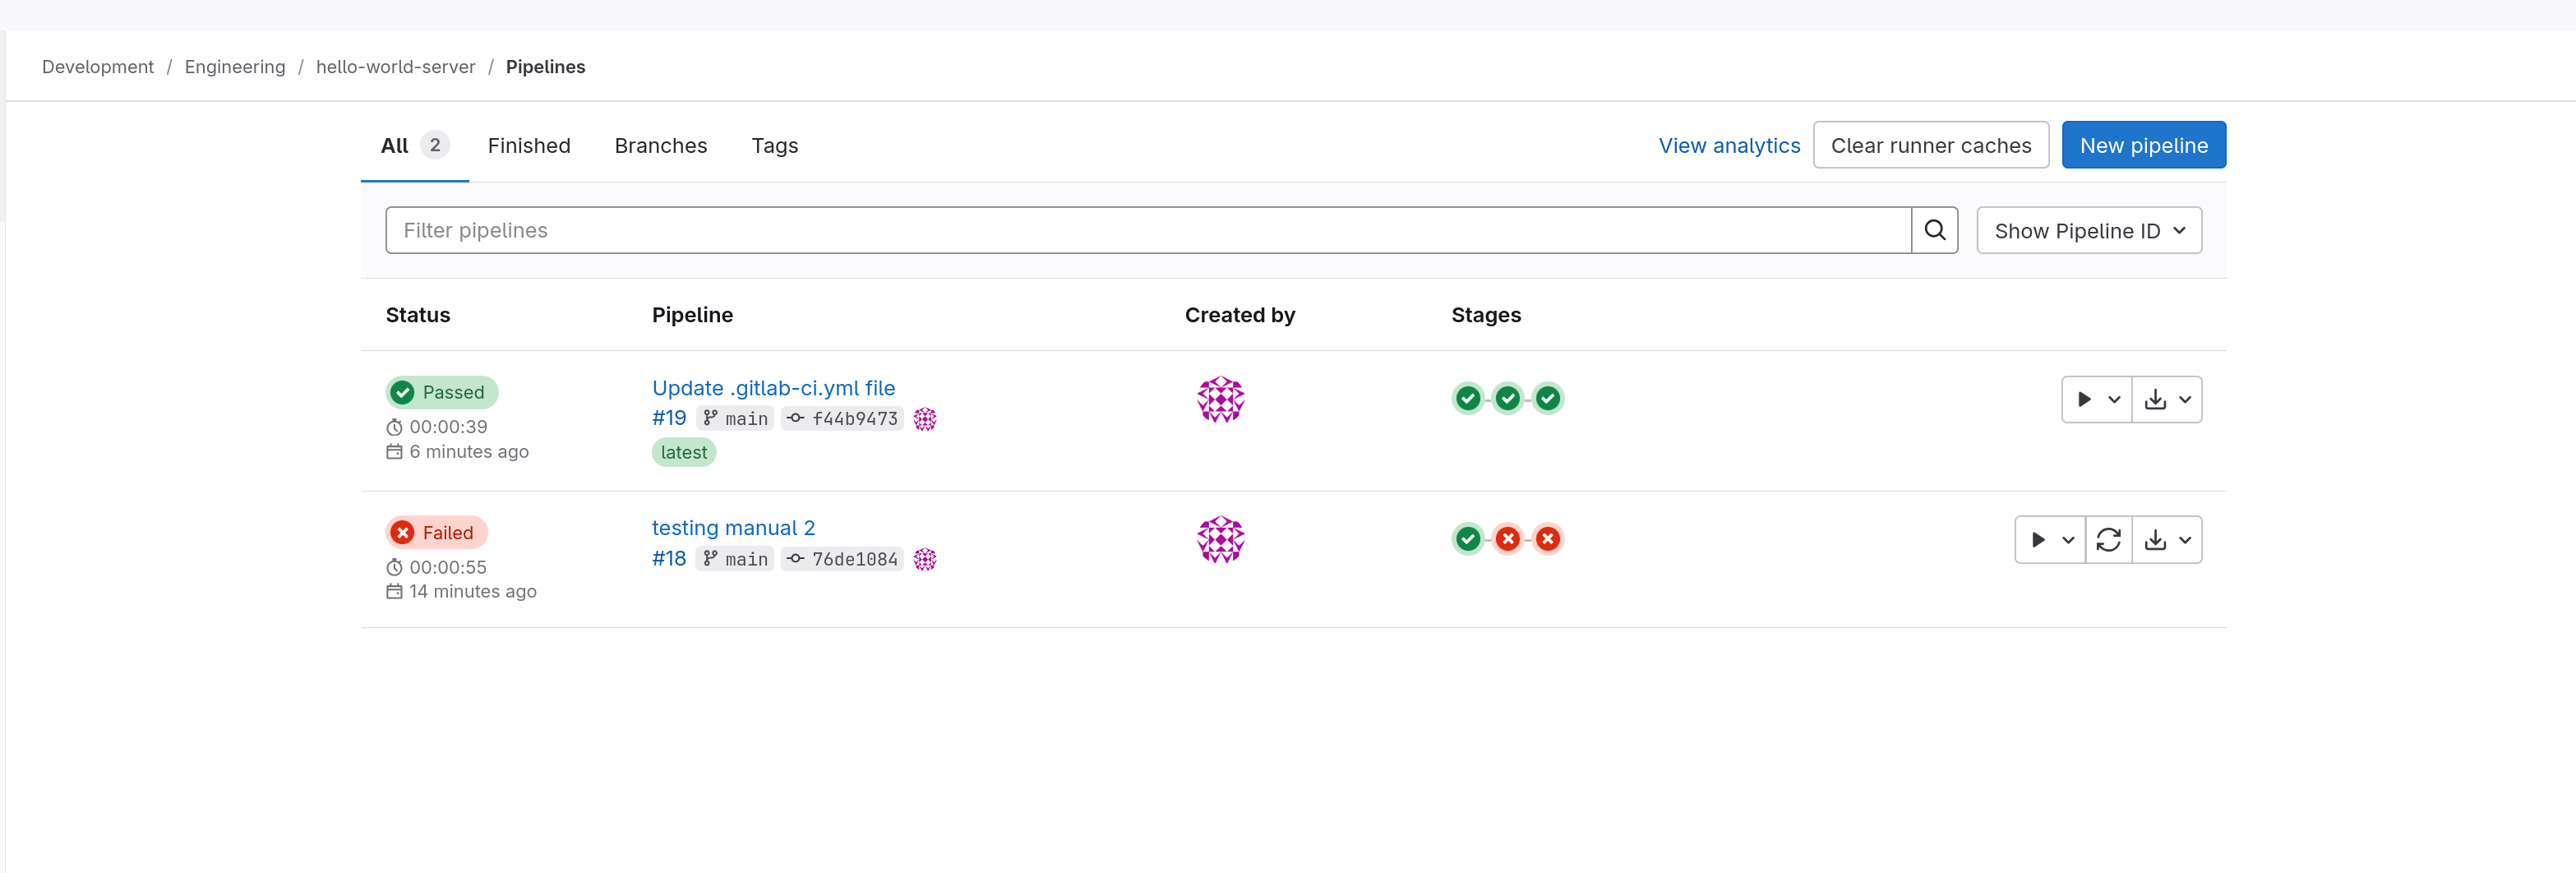 Development / Engineering / hello-world-server / Pipelines
All 2 Finished Branches Tags View analytics Clear runner caches New pipeline
Filter pipelines Show Pipeline ID
Status Pipeline Created by Stages
Passed Update .gitlab-ci.yml file
00:00:39 #19 main f44b9473
6 minutes ago latest
Failed testing manual 2
00:00:55 #18 main 76de1084
14 minutes ago